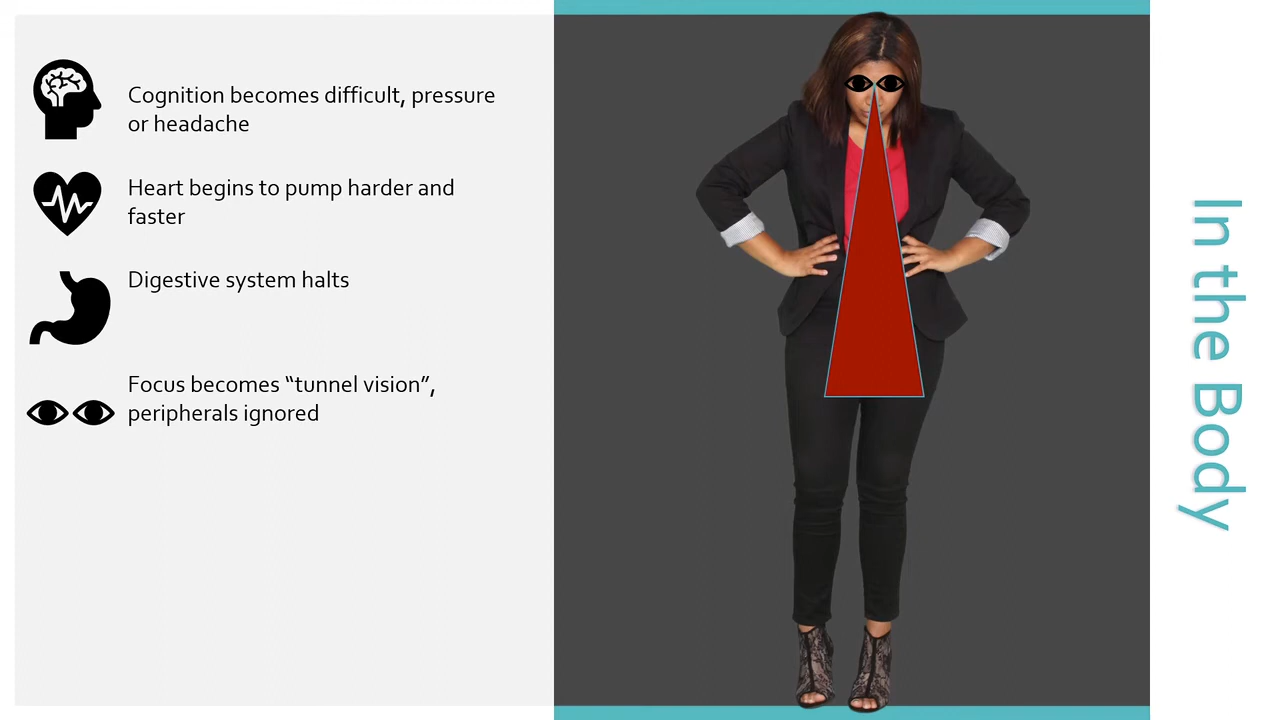 Cognition becomes difficult, pressure
or headache
Heart begins to pump harder and
faster
Digestive system halts
Focus becomes “tunnel vision”,
peripherals ignored
In the Body